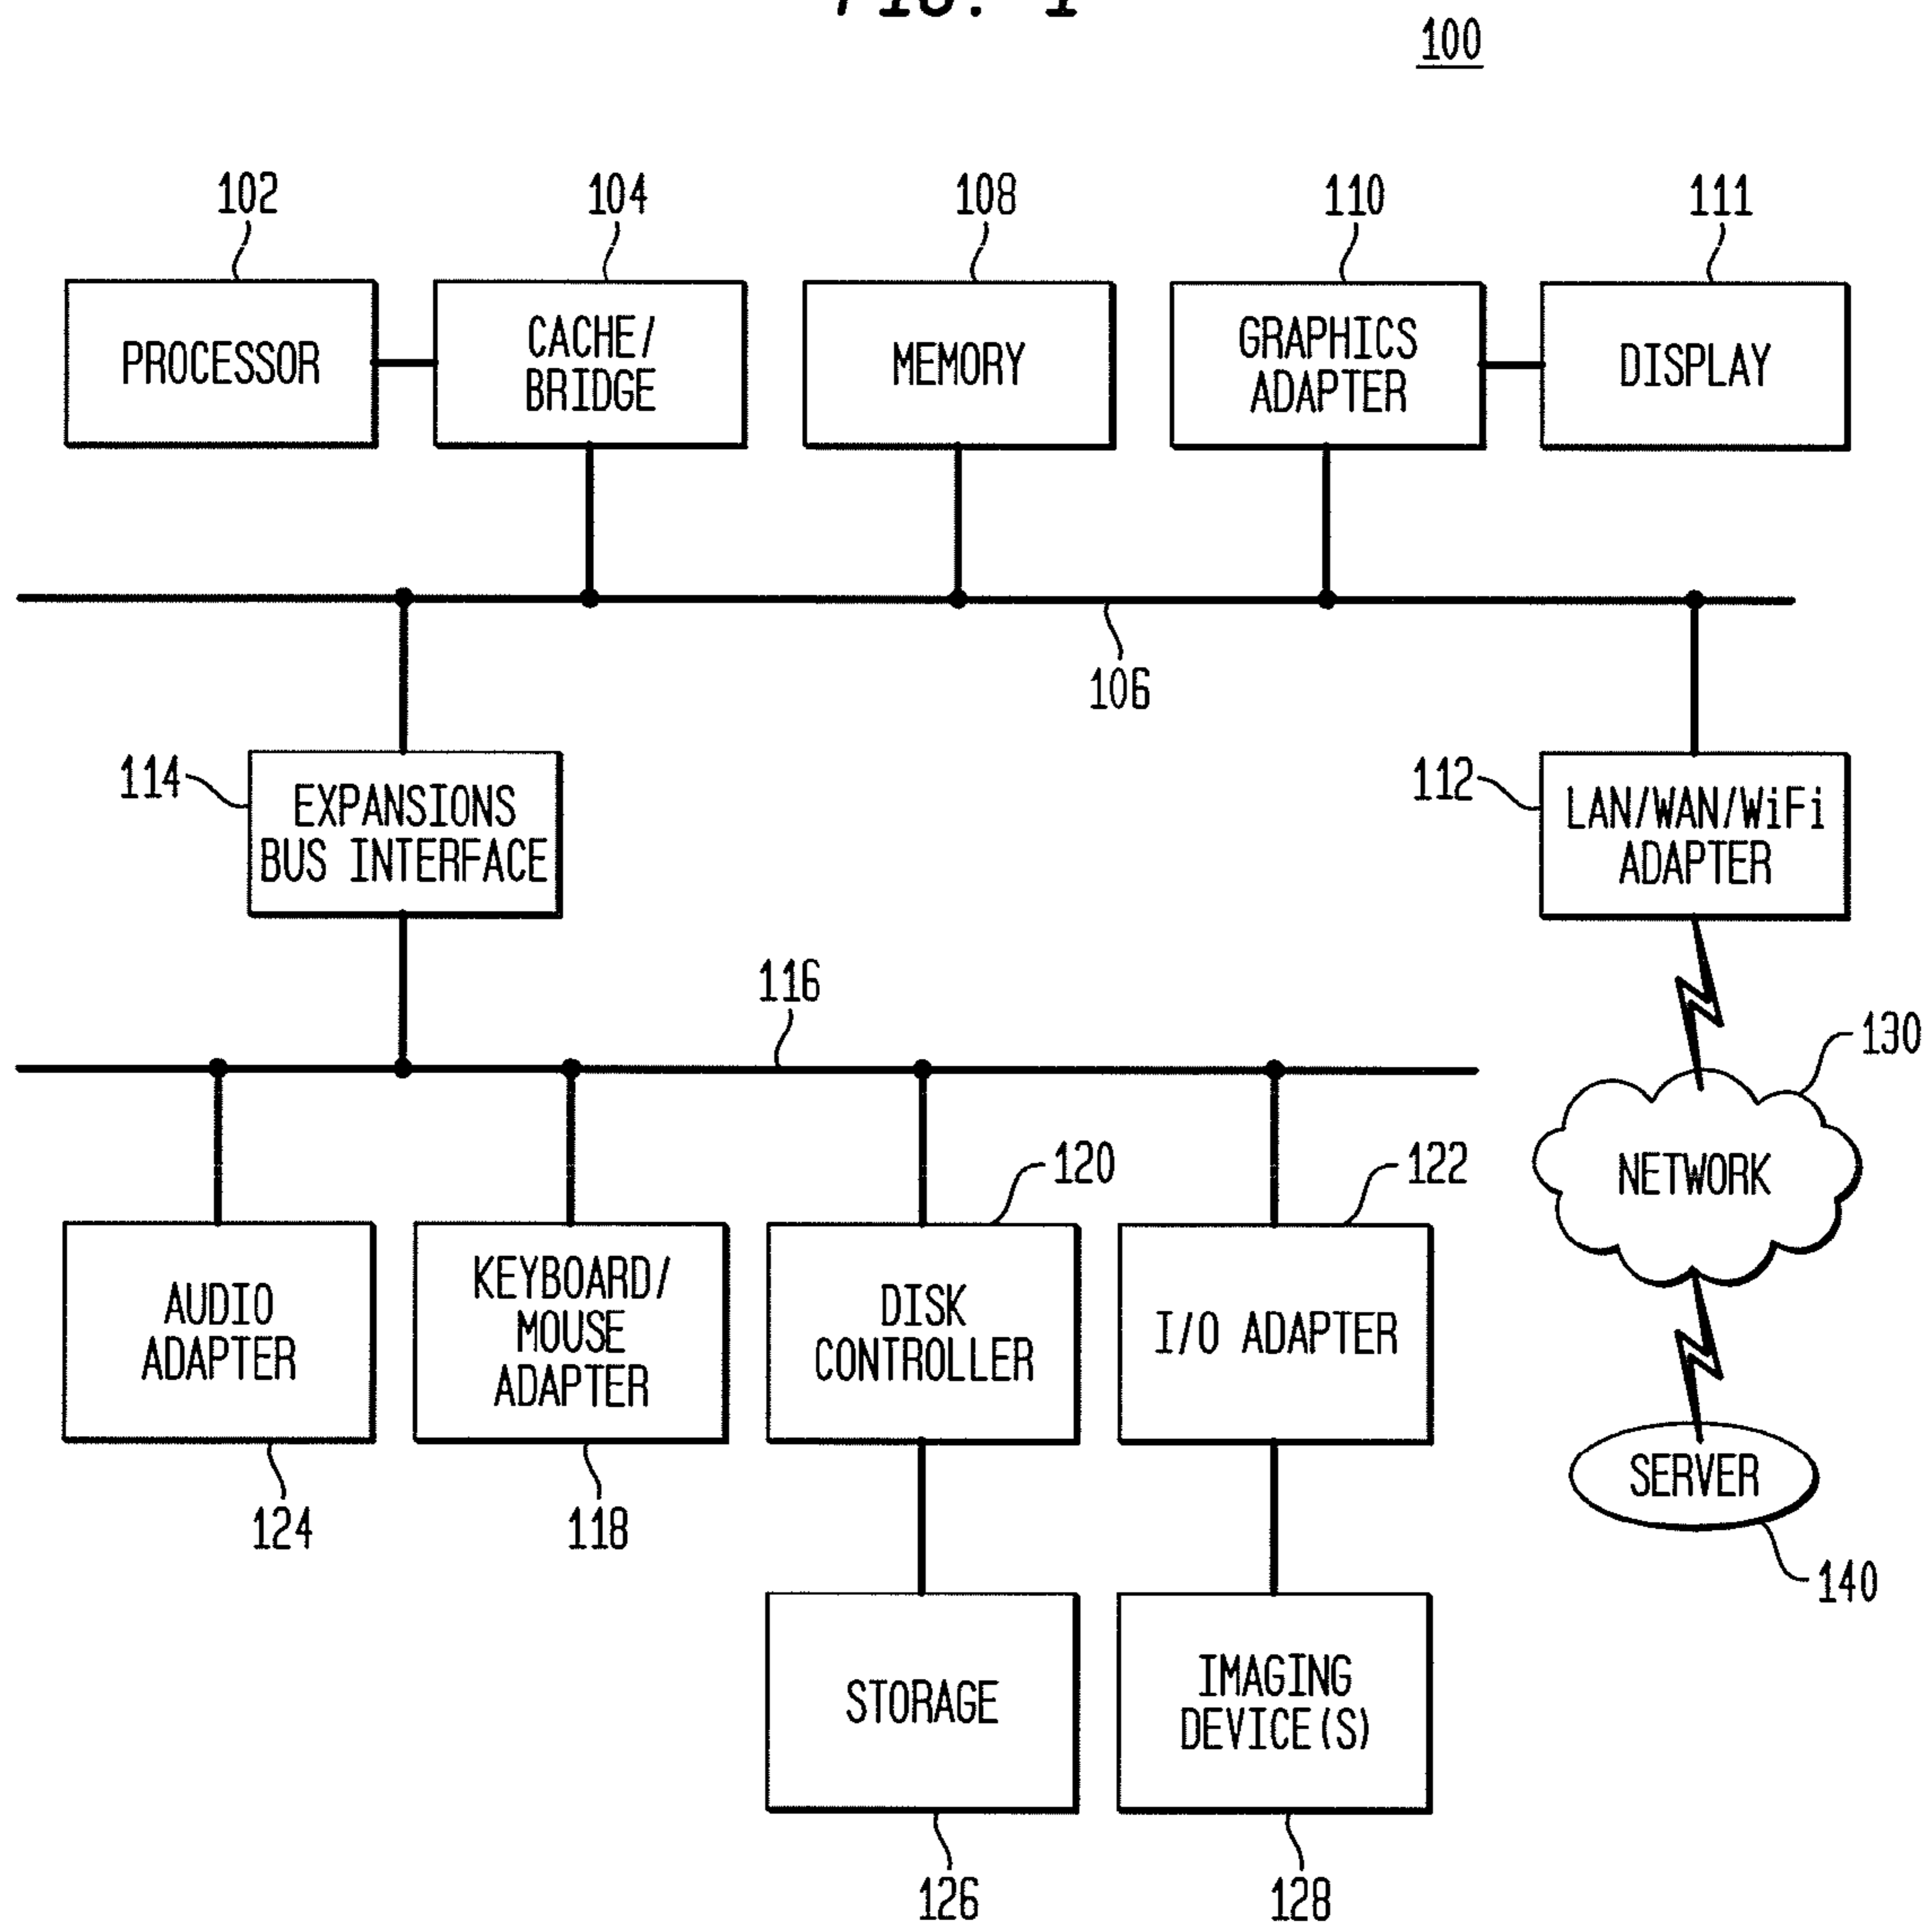 FIG. 1
100
102
104
108
110
111
PROCESSOR
CACHE/
BRIDGE
MEMORY
GRAPHICS
ADAPTER
DISPLAY
106
114
EXPANSIONS
BUS INTERFACE
112
LAN/WAN/WiFi
ADAPTER
116
130
NETWORK
120
122
AUDIO
ADAPTER
KEYBOARD/
MOUSE
ADAPTER
DISK
CONTROLLER
I/O ADAPTER
SERVER
124
118
140
STORAGE
IMAGING
DEVICE(S)
126
128